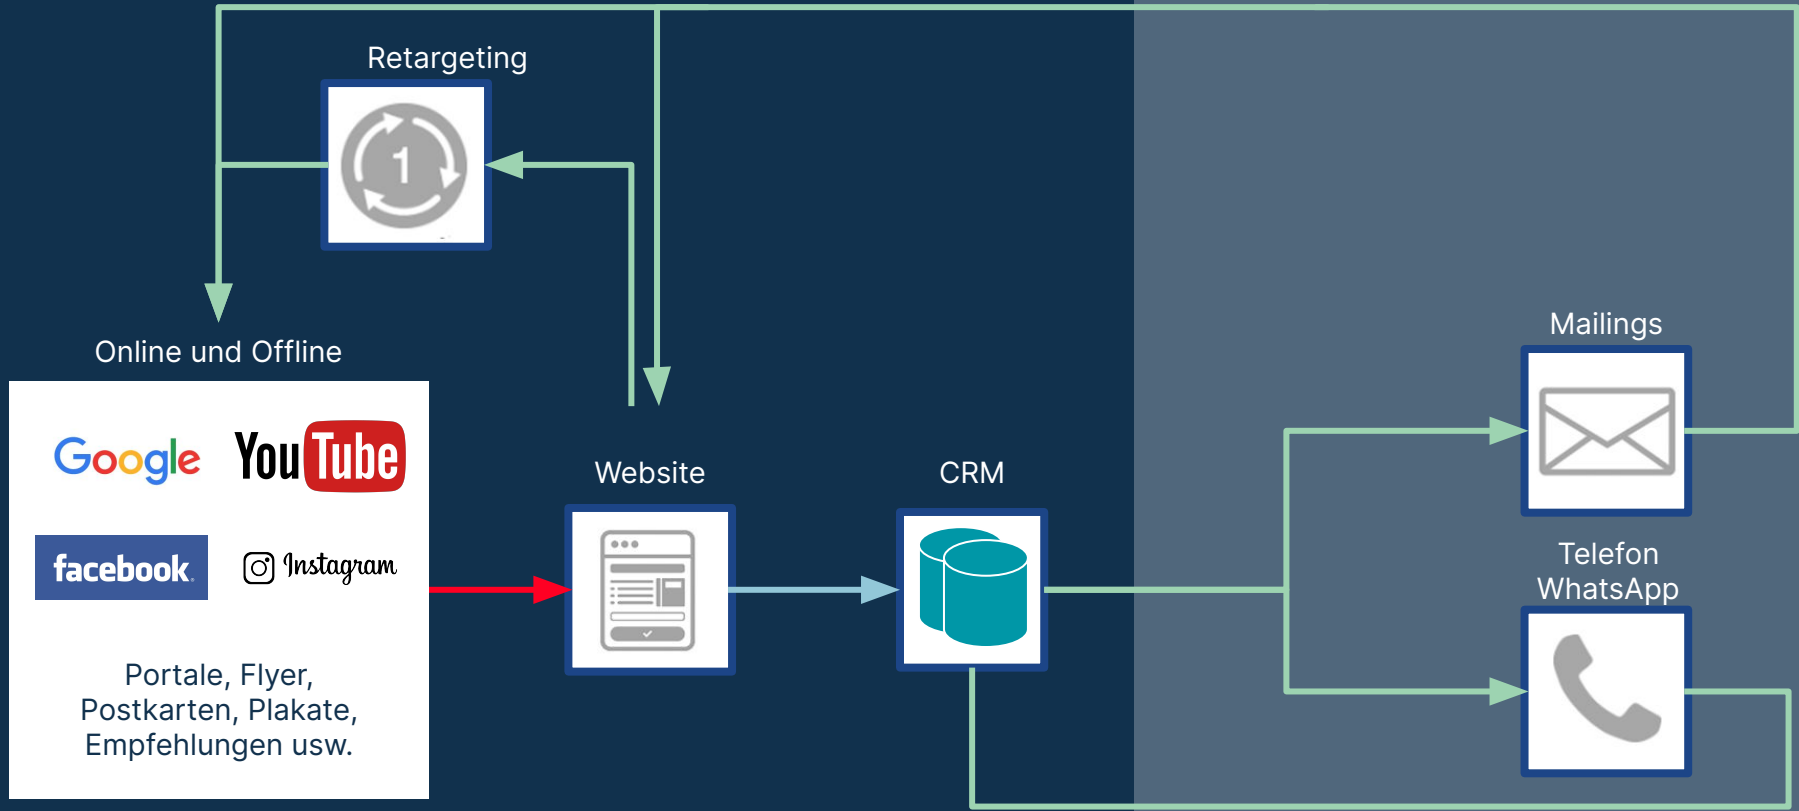 Retargeting
1
Online und Offline
Google
YouTube
facebook
Instagram
Portale, Flyer,
Postkarten, Plakate,
Empfehlungen usw.
Website
CRM
Mailings
Telefon
WhatsApp